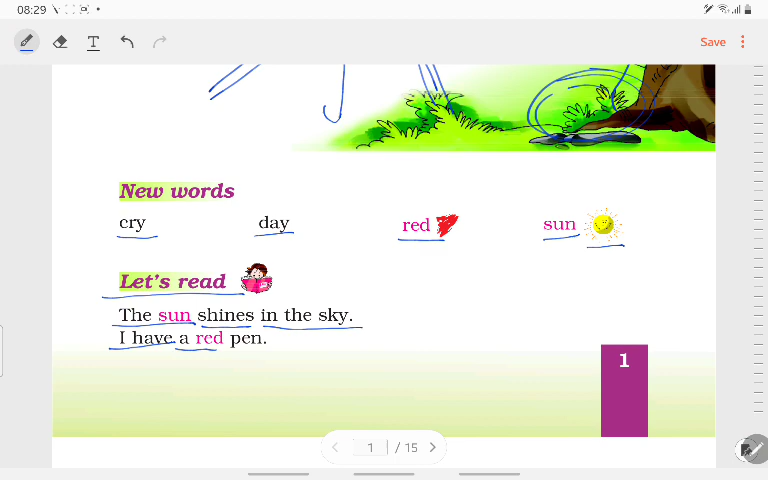 08:29
Save
New words
cry day red sun
Let's read
The sun shines in the sky.
I have a red pen.
1
1 / 15